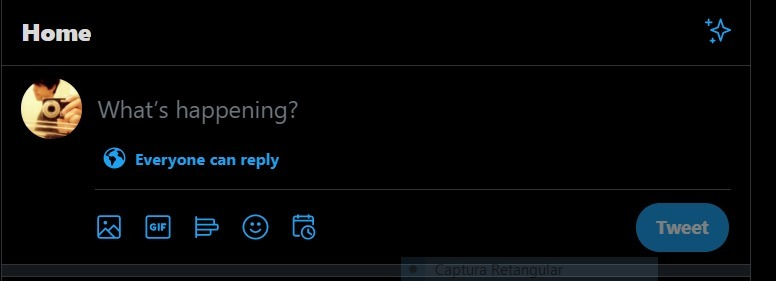 Home
What's happening?
Everyone can reply
GIF
Tweet
Captura Retangular